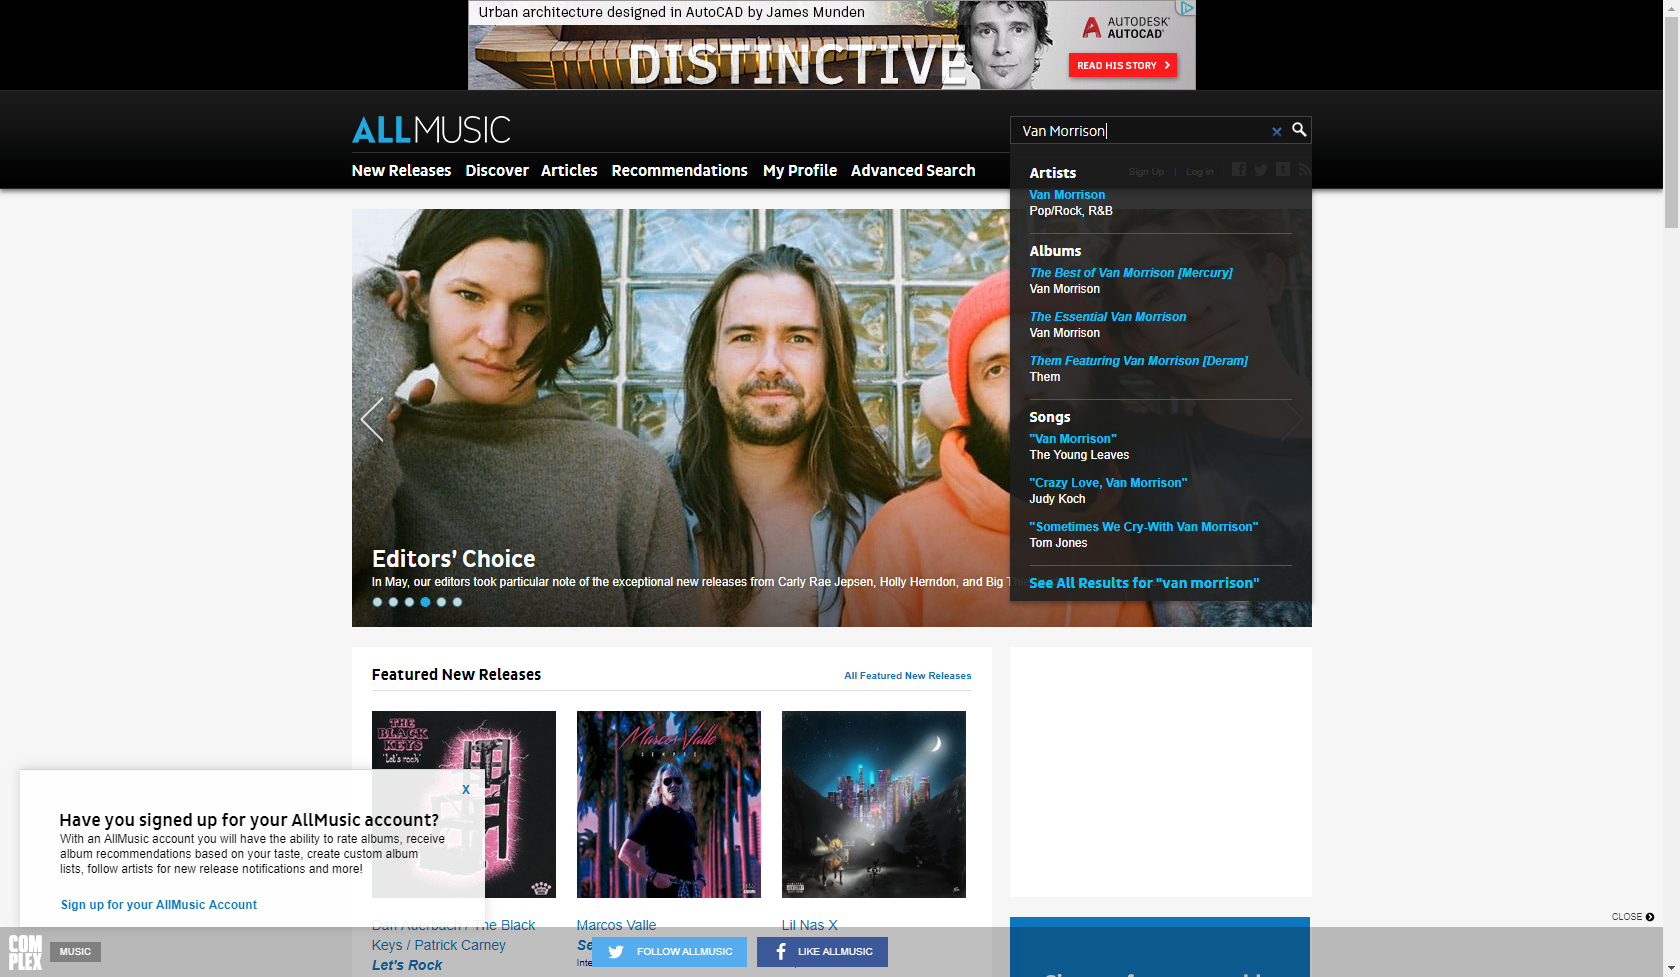 Urban architecture designed in AutoCAD by James Munden
DISTINCTIVE
AUTODESK®
AUTOCAD®
READ HIS STORY
ALLMUSIC
Van Morrison
New Releases Discover Articles Recommendations My Profile Advanced Search
Sign Up | Log in
Artists
Van Morrison
Pop/Rock, R&B
Albums
The Best of Van Morrison [Mercury]
Van Morrison
The Essential Van Morrison
Van Morrison
Them Featuring Van Morrison [Deram]
Them
Songs
"Van Morrison"
The Young Leaves
"Crazy Love, Van Morrison"
Judy Koch
"Sometimes We Cry-With Van Morrison"
Tom Jones
See All Results for "van morrison"
Editors' Choice
In May, our editors took particular note of the exceptional new releases from Carly Rae Jepsen, Holly Herndon, and Big
Featured New Releases
All Featured New Releases
THE BLACK KEYS
"Let's rock"
Marcos Valle
SEMPRE
X
Have you signed up for your AllMusic account?
With an AllMusic account you will have the ability to rate albums, receive
album recommendations based on your taste, create custom album
lists, follow artists for new release notifications and more!
Sign up for your AllMusic Account
Dan Auerbach / The Black
Keys / Patrick Carney
Let's Rock
Marcos Valle
Se
Inte
Lil Nas X
CLOSE
COMPLEX
MUSIC
FOLLOW ALLMUSIC
LIKE ALLMUSIC